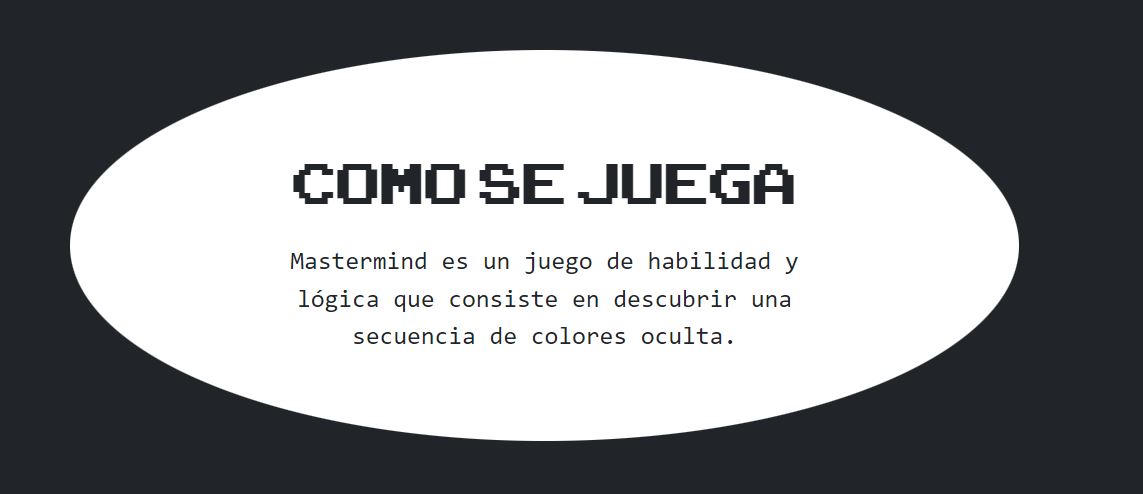 COMO SE JUEGA
Mastermind es un juego de habilidad y
lógica que consiste en descubrir una
secuencia de colores oculta.